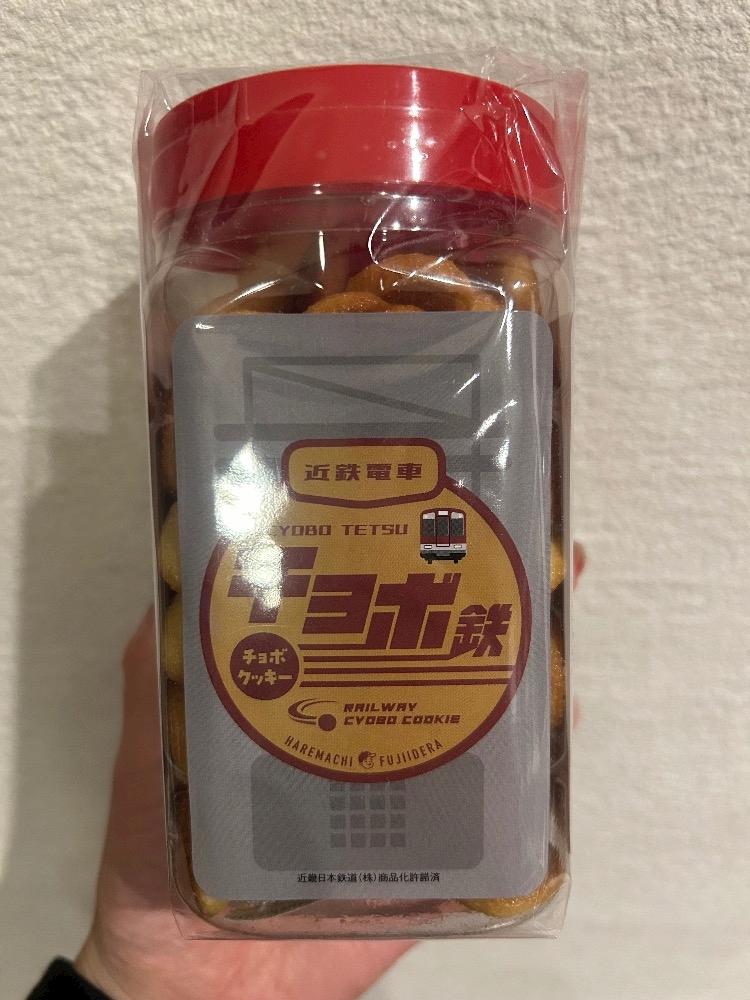 近鉄電車
CYOBO TETSU
チョボ鉄
チョボ
クッキー
RAILWAY
CYOBO COOKIE
HAREMACHI FUJIIDERA
近畿日本鉄道(株)商品化許諾済